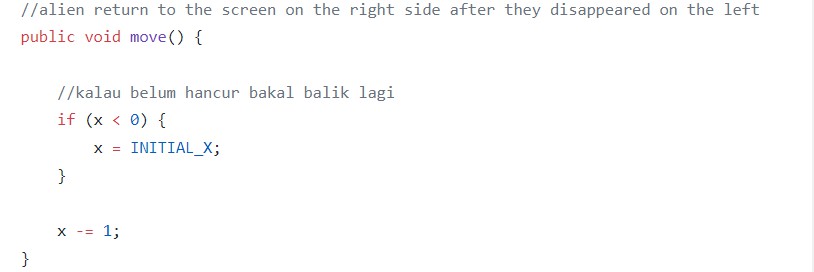 //alien return to the screen on the right side after they disappeared on the left
public void move() {
//kalau belum hancur bakal balik lagi
if (x < 0) {
x = INITIAL_X;
}
x -= 1;
}